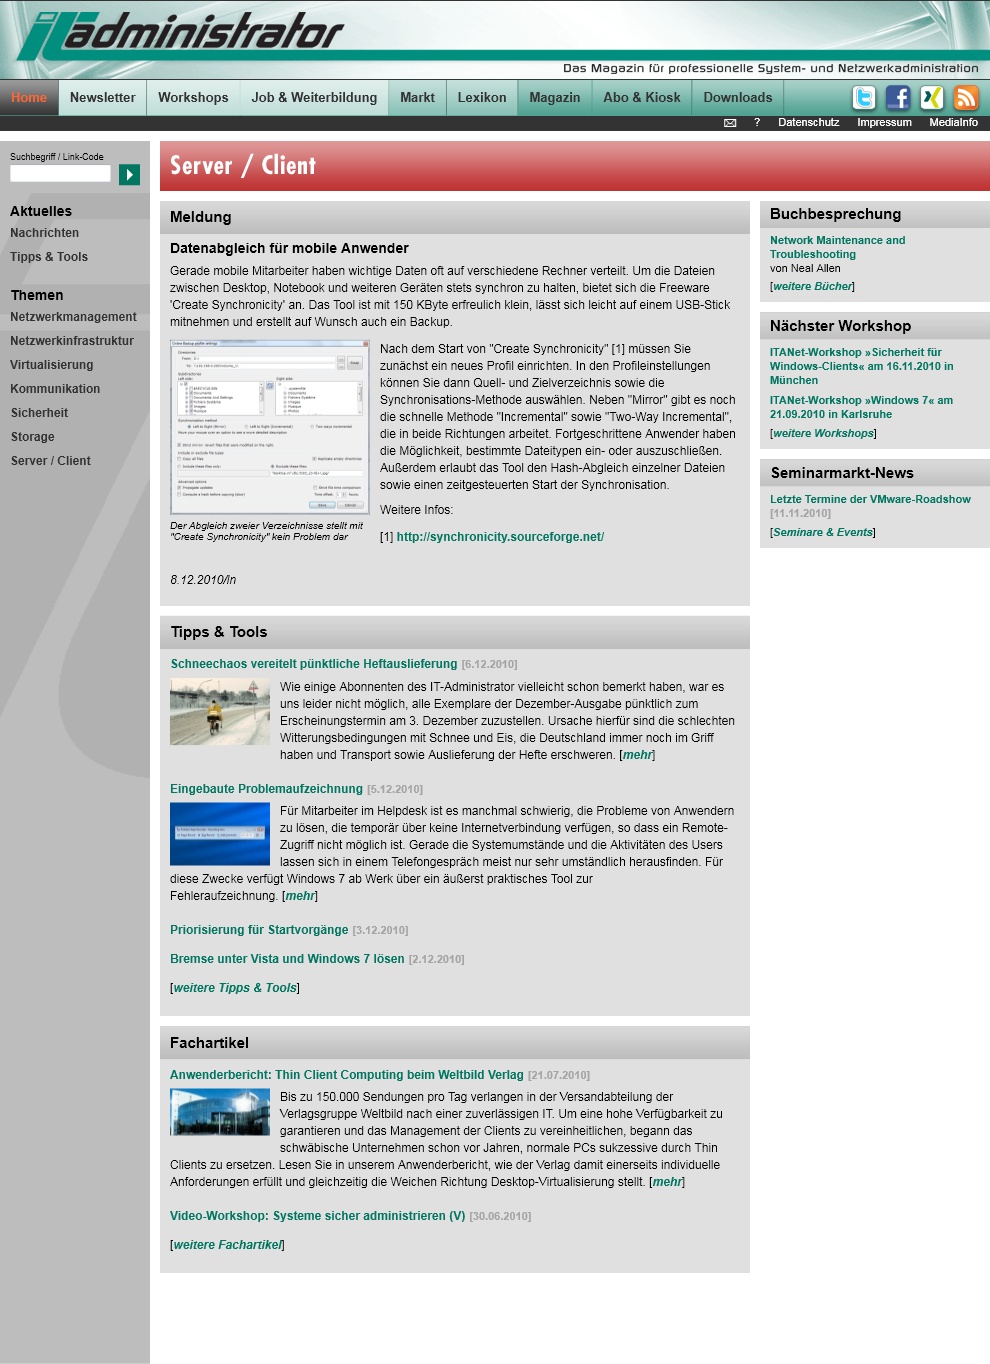 it administrator
Das Magazin für professionelle System- und Netzwerkadministration
Home Newsletter Workshops Job & Weiterbildung Markt Lexikon Magazin Abo & Kiosk Downloads
? Datenschutz Impressum MediaInfo
Suchbegriff / Link-Code
Aktuelles
Nachrichten
Tipps & Tools
Themen
Netzwerkmanagement
Netzwerkinfrastruktur
Virtualisierung
Kommunikation
Sicherheit
Storage
Server / Client
Server / Client
Meldung
Datenabgleich für mobile Anwender
Gerade mobile Mitarbeiter haben wichtige Daten oft auf verschiedene Rechner verteilt. Um die Dateien
zwischen Desktop, Notebook und weiteren Geräten stets synchron zu halten, bietet sich die Freeware
'Create Synchronicity' an. Das Tool ist mit 150 KByte erfreulich klein, lässt sich leicht auf einem USB-Stick
mitnehmen und erstellt auf Wunsch auch ein Backup.
Nach dem Start von "Create Synchronicity" [1] müssen Sie
zunächst ein neues Profil einrichten. In den Profileinstellungen
können Sie dann Quell- und Zielverzeichnis sowie die
Synchronisations-Methode auswählen. Neben "Mirror" gibt es noch
die schnelle Methode "Incremental" sowie "Two-Way Incremental",
die in beide Richtungen arbeitet. Fortgeschrittene Anwender haben
die Möglichkeit, bestimmte Dateitypen ein- oder auszuschließen.
Außerdem erlaubt das Tool den Hash-Abgleich einzelner Dateien
sowie einen zeitgesteuerten Start der Synchronisation.
Weitere Infos:
[1] http://synchronicity.sourceforge.net/
Der Abgleich zweier Verzeichnisse stellt mit
"Create Synchronicity" kein Problem dar
8.12.2010/ln
Tipps & Tools
Schneechaos vereitelt pünktliche Heftauslieferung [6.12.2010]
Wie einige Abonnenten des IT-Administrator vielleicht schon bemerkt haben, war es
uns leider nicht möglich, alle Exemplare der Dezember-Ausgabe pünktlich zum
Erscheinungstermin am 3. Dezember zuzustellen. Ursache hierfür sind die schlechten
Witterungsbedingungen mit Schnee und Eis, die Deutschland immer noch im Griff
haben und Transport sowie Auslieferung der Hefte erschweren. [mehr]
Eingebaute Problemaufzeichnung [5.12.2010]
Für Mitarbeiter im Helpdesk ist es manchmal schwierig, die Probleme von Anwendern
zu lösen, die temporär über keine Internetverbindung verfügen, so dass ein Remote-
Zugriff nicht möglich ist. Gerade die Systemumstände und die Aktivitäten des Users
lassen sich in einem Telefongespräch meist nur sehr umständlich herausfinden. Für
diese Zwecke verfügt Windows 7 ab Werk über ein äußerst praktisches Tool zur
Fehleraufzeichnung. [mehr]
Priorisierung für Startvorgänge [3.12.2010]
Bremse unter Vista und Windows 7 lösen [2.12.2010]
[weitere Tipps & Tools]
Fachartikel
Anwenderbericht: Thin Client Computing beim Weltbild Verlag [21.07.2010]
Bis zu 150.000 Sendungen pro Tag verlangen in der Versandabteilung der
Verlagsgruppe Weltbild nach einer zuverlässigen IT. Um eine hohe Verfügbarkeit zu
garantieren und das Management der Clients zu vereinheitlichen, begann das
schwäbische Unternehmen schon vor Jahren, normale PCs sukzessive durch Thin
Clients zu ersetzen. Lesen Sie in unserem Anwenderbericht, wie der Verlag damit einerseits individuelle
Anforderungen erfüllt und gleichzeitig die Weichen Richtung Desktop-Virtualisierung stellt. [mehr]
Video-Workshop: Systeme sicher administrieren (V) [30.06.2010]
[weitere Fachartikel]
Buchbesprechung
Network Maintenance and
Troubleshooting
von Neal Allen
[weitere Bücher]
Nächster Workshop
ITANet-Workshop »Sicherheit für
Windows-Clients« am 16.11.2010 in
München
ITANet-Workshop »Windows 7« am
21.09.2010 in Karlsruhe
[weitere Workshops]
Seminarmarkt-News
Letzte Termine der VMware-Roadshow
[11.11.2010]
[Seminare & Events]